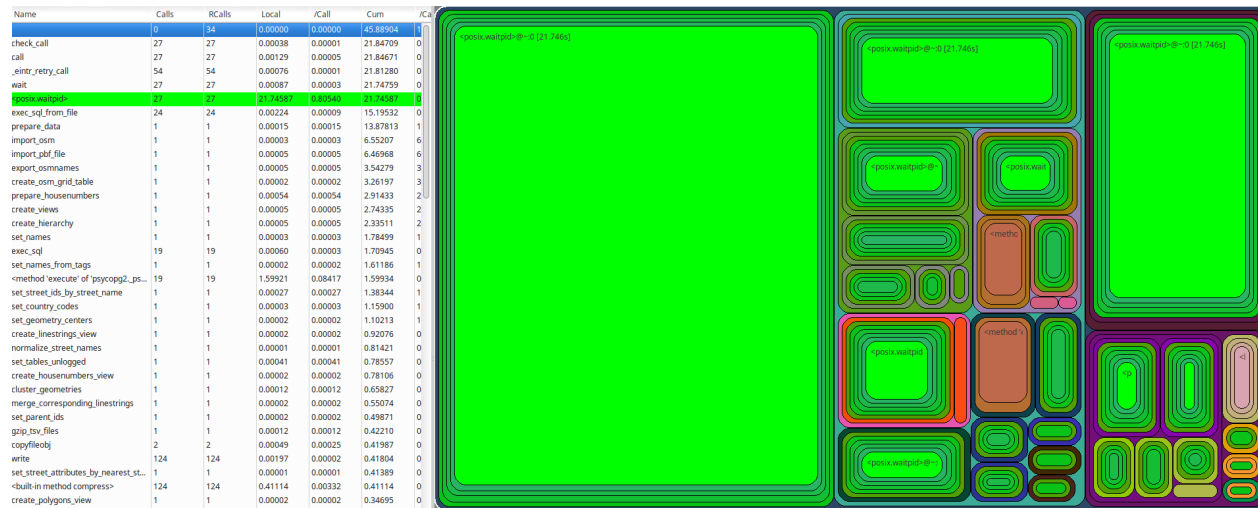 Name Calls RCalls Local /Call Cum /Ca
0 34 0.00000 0.00000 45.88904 1
check_call 27 27 0.00038 0.00001 21.84709 0
call 27 27 0.00129 0.00005 21.84671 0
_eintr_retry_call 54 54 0.00076 0.00001 21.81280 0
wait 27 27 0.00087 0.00003 21.74759 0
<posix.waitpid> 27 27 21.74587 0.80540 21.74587 0
exec_sql_from_file 24 24 0.00224 0.00009 15.19532 0
prepare_data 1 1 0.00015 0.00015 13.87813 1
import_osm 1 1 0.00003 0.00003 6.55207 6
import_pbf_file 1 1 0.00005 0.00005 6.46968 6
export_osmnames 1 1 0.00005 0.00005 3.54279 3
create_osm_grid_table 1 1 0.00002 0.00002 3.26197 3
prepare_housenumbers 1 1 0.00054 0.00054 2.91433 2
create_views 1 1 0.00005 0.00005 2.74335 2
create_hierarchy 1 1 0.00005 0.00005 2.33511 2
set_names 1 1 0.00003 0.00003 1.78499 1
exec_sql 19 19 0.00060 0.00003 1.70945 0
set_names_from_tags 1 1 0.00002 0.00002 1.61186 1
<method 'execute' of 'psycopg2._ps... 19 19 1.59921 0.08417 1.59934 0
set_street_ids_by_street_name 1 1 0.00027 0.00027 1.38344 1
set_country_codes 1 1 0.00003 0.00003 1.15900 1
set_geometry_centers 1 1 0.00002 0.00002 1.10213 1
create_linestrings_view 1 1 0.00002 0.00002 0.92076 0
normalize_street_names 1 1 0.00001 0.00001 0.81421 0
set_tables_unlogged 1 1 0.00041 0.00041 0.78557 0
create_housenumbers_view 1 1 0.00002 0.00002 0.78106 0
cluster_geometries 1 1 0.00012 0.00012 0.65827 0
merge_corresponding_linestrings 1 1 0.00002 0.00002 0.55074 0
set_parent_ids 1 1 0.00002 0.00002 0.49871 0
gzip_tsv_files 1 1 0.00012 0.00012 0.42210 0
copyfileobj 2 2 0.00049 0.00025 0.41987 0
write 124 124 0.00197 0.00002 0.41804 0
set_street_attributes_by_nearest_st... 1 1 0.00001 0.00001 0.41389 0
<built-in method compress> 124 124 0.41114 0.00332 0.41114 0
create_polygons_view 1 1 0.00002 0.00002 0.34695 0
<posix.waitpid>@~:0 [21.746s]
<posix.waitpid>@~:0 [21.746s]
<posix.waitpid>@~:0 [21.746s]
<posix.waitpid>@~
<posix.wait
<methc
<posix.waitpid
<method '
<p
<posix.waitpid>@~: